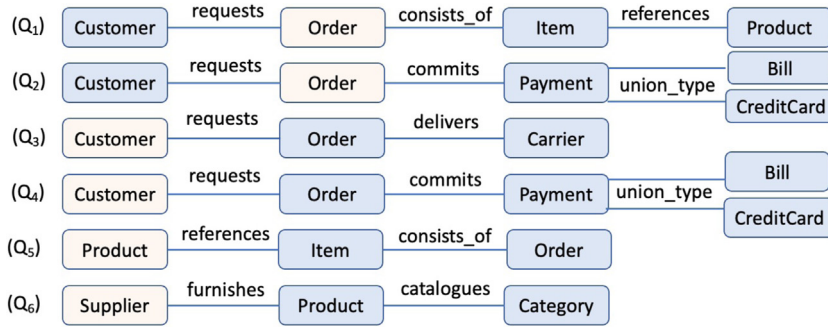 (Q1) Customer requests Order consists_of Item references Product
(Q2) Customer requests Order commits Payment union_type Bill CreditCard
(Q3) Customer requests Order delivers Carrier
(Q4) Customer requests Order commits Payment union_type Bill CreditCard
(Q5) Product references Item consists_of Order
(Q6) Supplier furnishes Product catalogues Category